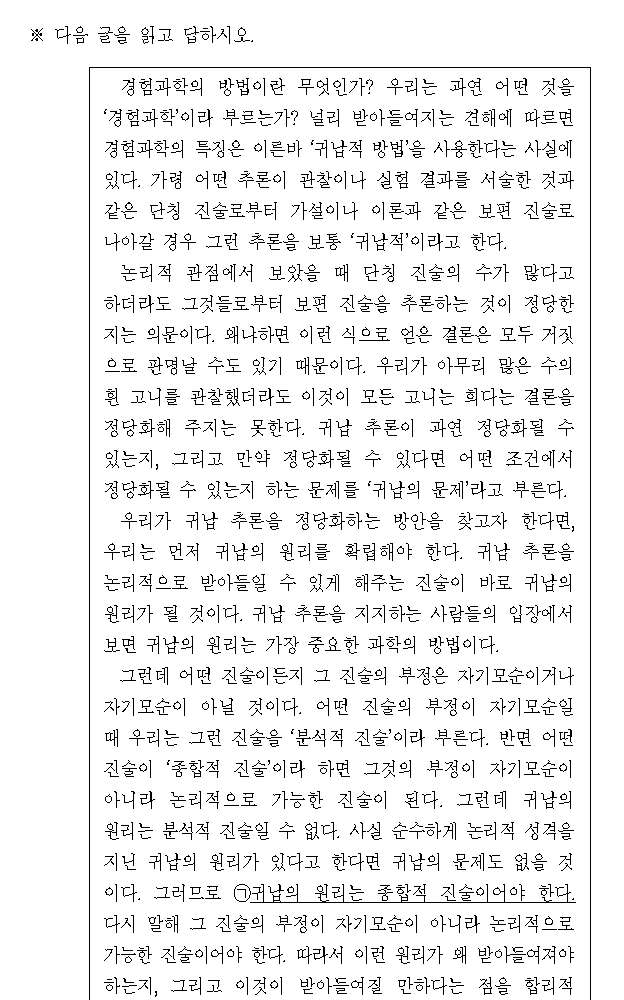 ※ 다음 글을 읽고 답하시오.
경험과학의 방법이란 무엇인가? 우리는 과연 어떤 것을
‘경험과학’이라 부르는가? 널리 받아들여지는 견해에 따르면
경험과학의 특징은 이른바 ‘귀납적 방법’을 사용한다는 사실에
있다. 가령 어떤 추론이 관찰이나 실험 결과를 서술한 것과
같은 단칭 진술로부터 가설이나 이론과 같은 보편 진술로
나아갈 경우 그런 추론을 보통 ‘귀납적’이라고 한다.
논리적 관점에서 보았을 때 단칭 진술의 수가 많다고
하더라도 그것들로부터 보편 진술을 추론하는 것이 정당한
지는 의문이다. 왜냐하면 이런 식으로 얻은 결론은 모두 거짓
으로 판명날 수도 있기 때문이다. 우리가 아무리 많은 수의
흰 고니를 관찰했더라도 이것이 모든 고니는 희다는 결론을
정당화해 주지는 못한다. 귀납 추론이 과연 정당화될 수
있는지, 그리고 만약 정당화될 수 있다면 어떤 조건에서
정당화될 수 있는지 하는 문제를 ‘귀납의 문제’라고 부른다.
우리가 귀납 추론을 정당화하는 방안을 찾고자 한다면,
우리는 먼저 귀납의 원리를 확립해야 한다. 귀납 추론을
논리적으로 받아들일 수 있게 해주는 진술이 바로 귀납의
원리가 될 것이다. 귀납 추론을 지지하는 사람들의 입장에서
보면 귀납의 원리는 가장 중요한 과학의 방법이다.
그런데 어떤 진술이든지 그 진술의 부정은 자기모순이거나
자기모순이 아닐 것이다. 어떤 진술의 부정이 자기모순일
때 우리는 그런 진술을 ‘분석적 진술’이라 부른다. 반면 어떤
진술이 ‘종합적 진술’이라 하면 그것의 부정이 자기모순이
아니라 논리적으로 가능한 진술이 된다. 그런데 귀납의
원리는 분석적 진술일 수 없다. 사실 순수하게 논리적 성격을
지닌 귀납의 원리가 있다고 한다면 귀납의 문제도 없을 것
이다. 그러므로 ㉠귀납의 원리는 종합적 진술이어야 한다.
다시 말해 그 진술의 부정이 자기모순이 아니라 논리적으로
가능한 진술이어야 한다. 따라서 이런 원리가 왜 받아들여져야
하는지, 그리고 이것이 받아들여질 만하다는 점을 합리적